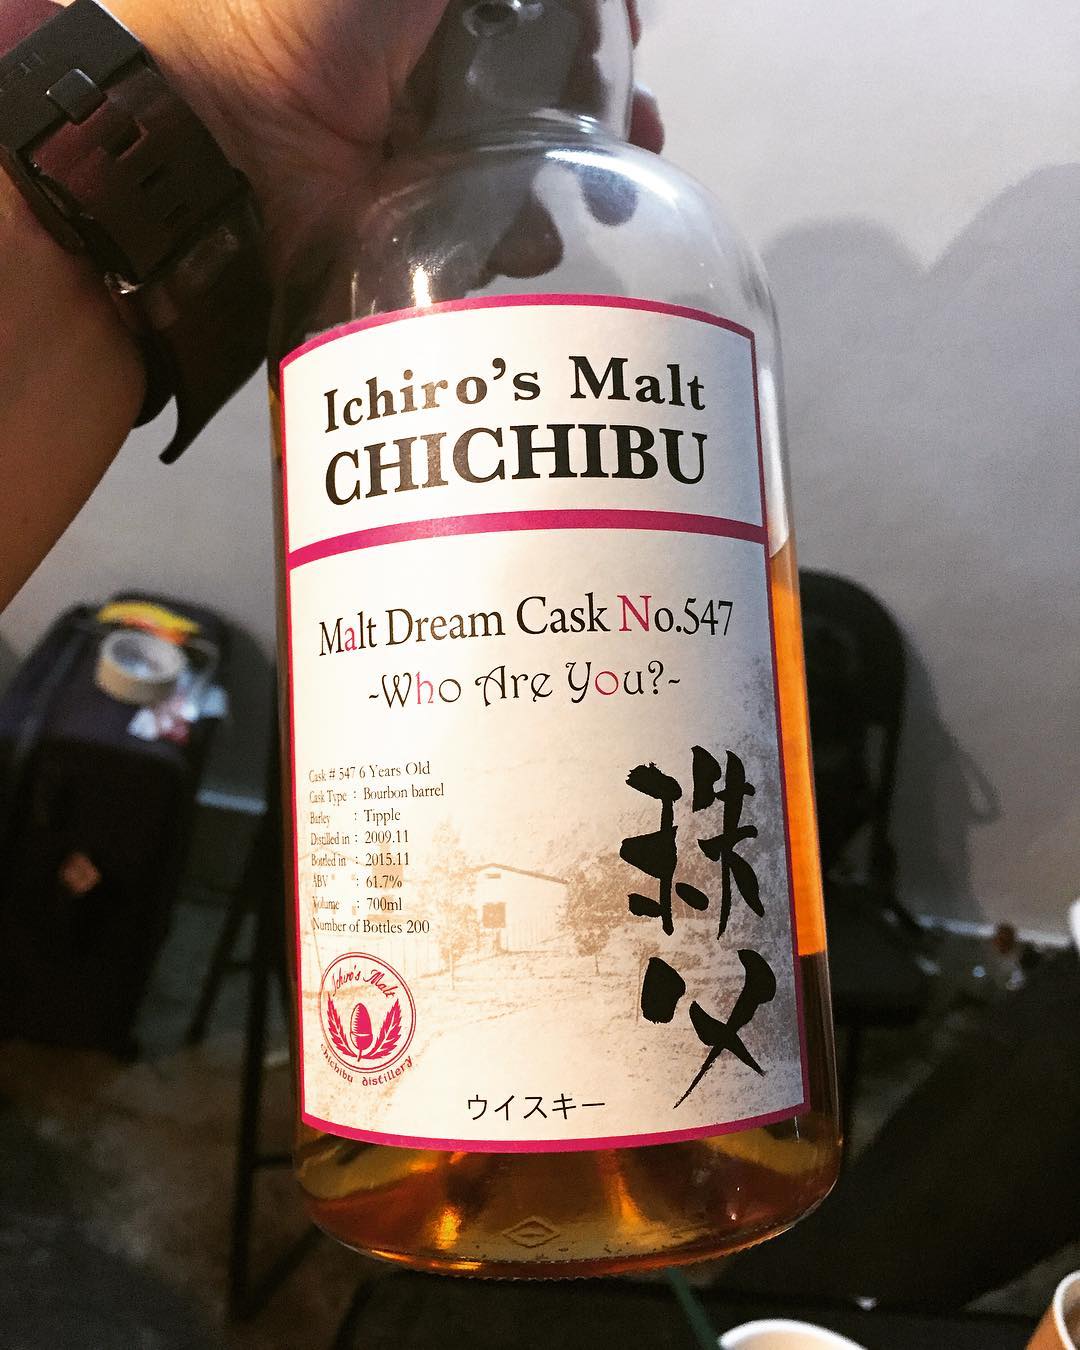 Ichiro's Malt
CHICHIBU
Malt Dream Cask No.547
~Who Are You?~
Cask # 547 6 Years Old
Cask Type : Bourbon barrel
Barley : Tipple
Distilled in : 2009.11
Bottled in : 2015.11
ABV : 61.7%
Volume : 700ml
Number of Bottles 200
秩父
Ichiro's Malt
chichibu distillery
ウイスキー